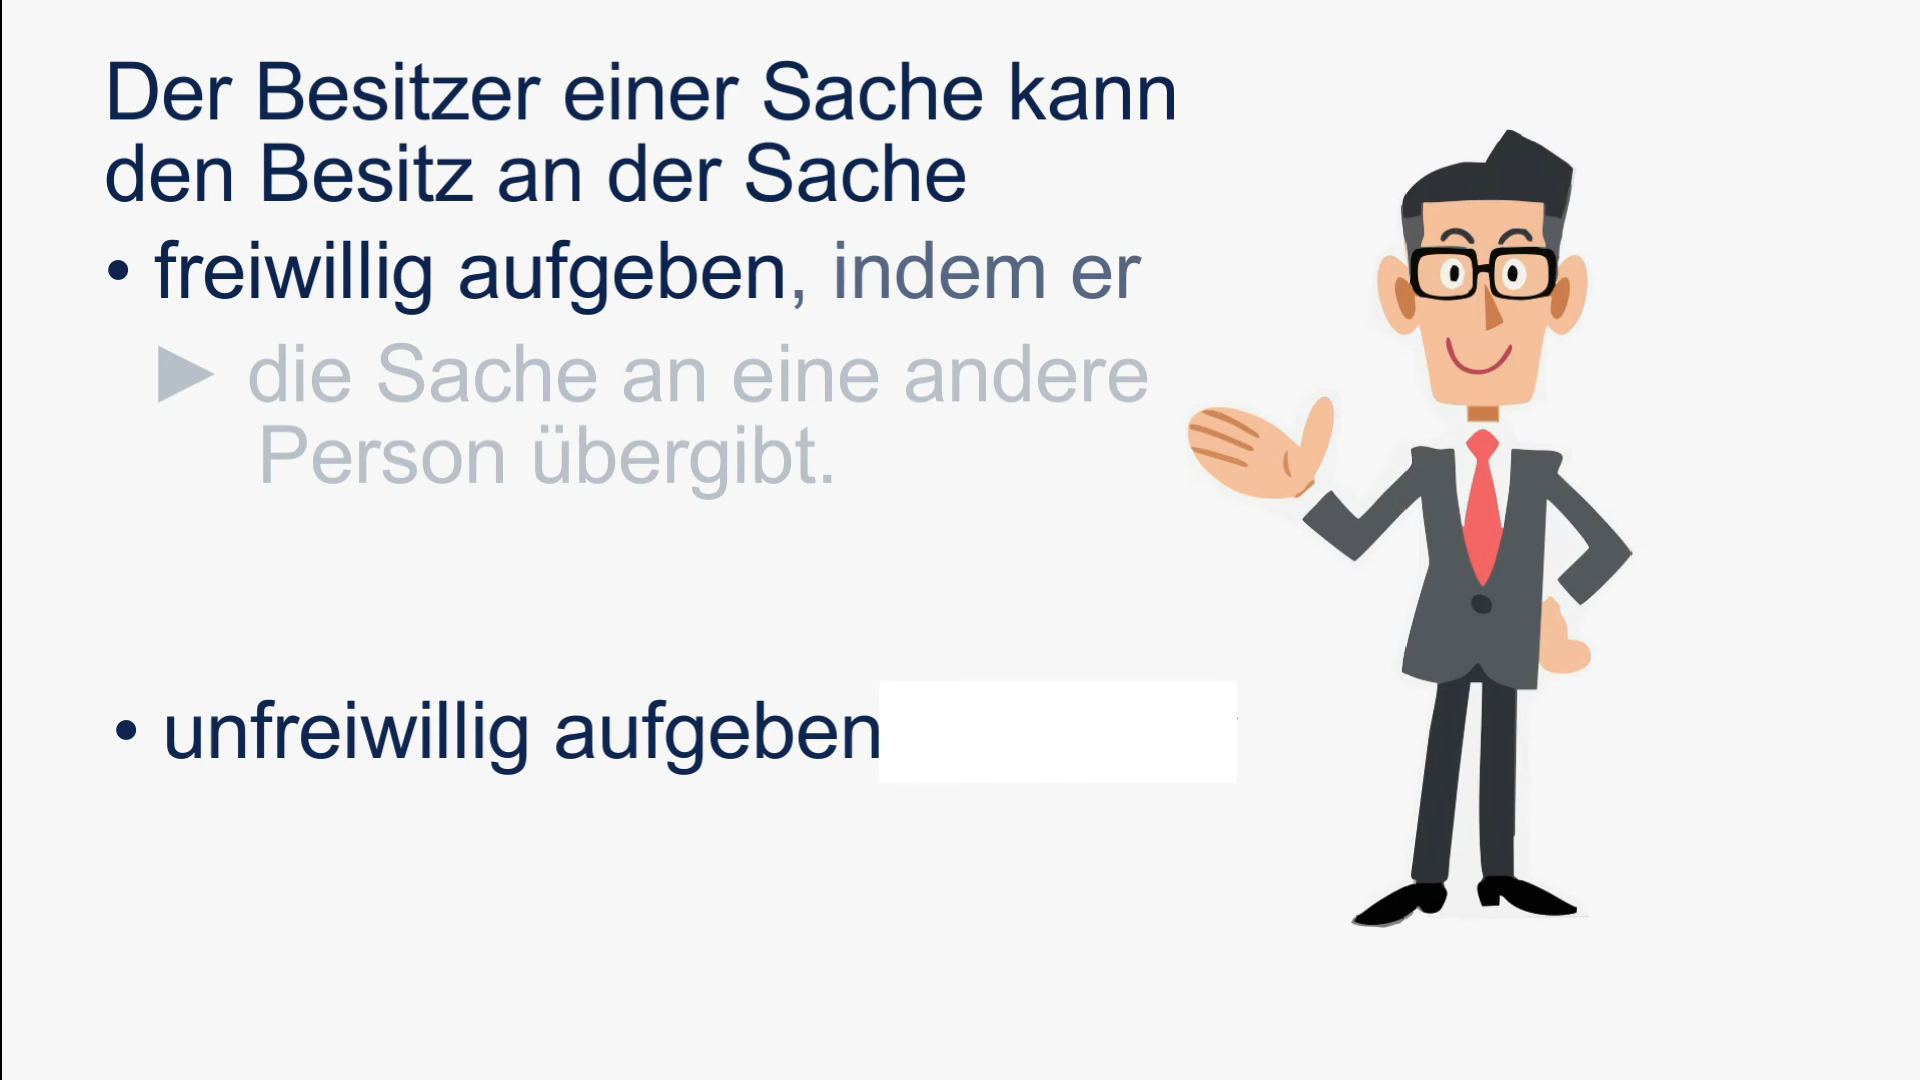 Der Besitzer einer Sache kann
den Besitz an der Sache
• freiwillig aufgeben, indem er
► die Sache an eine andere
Person übergibt.
• unfreiwillig aufgeben